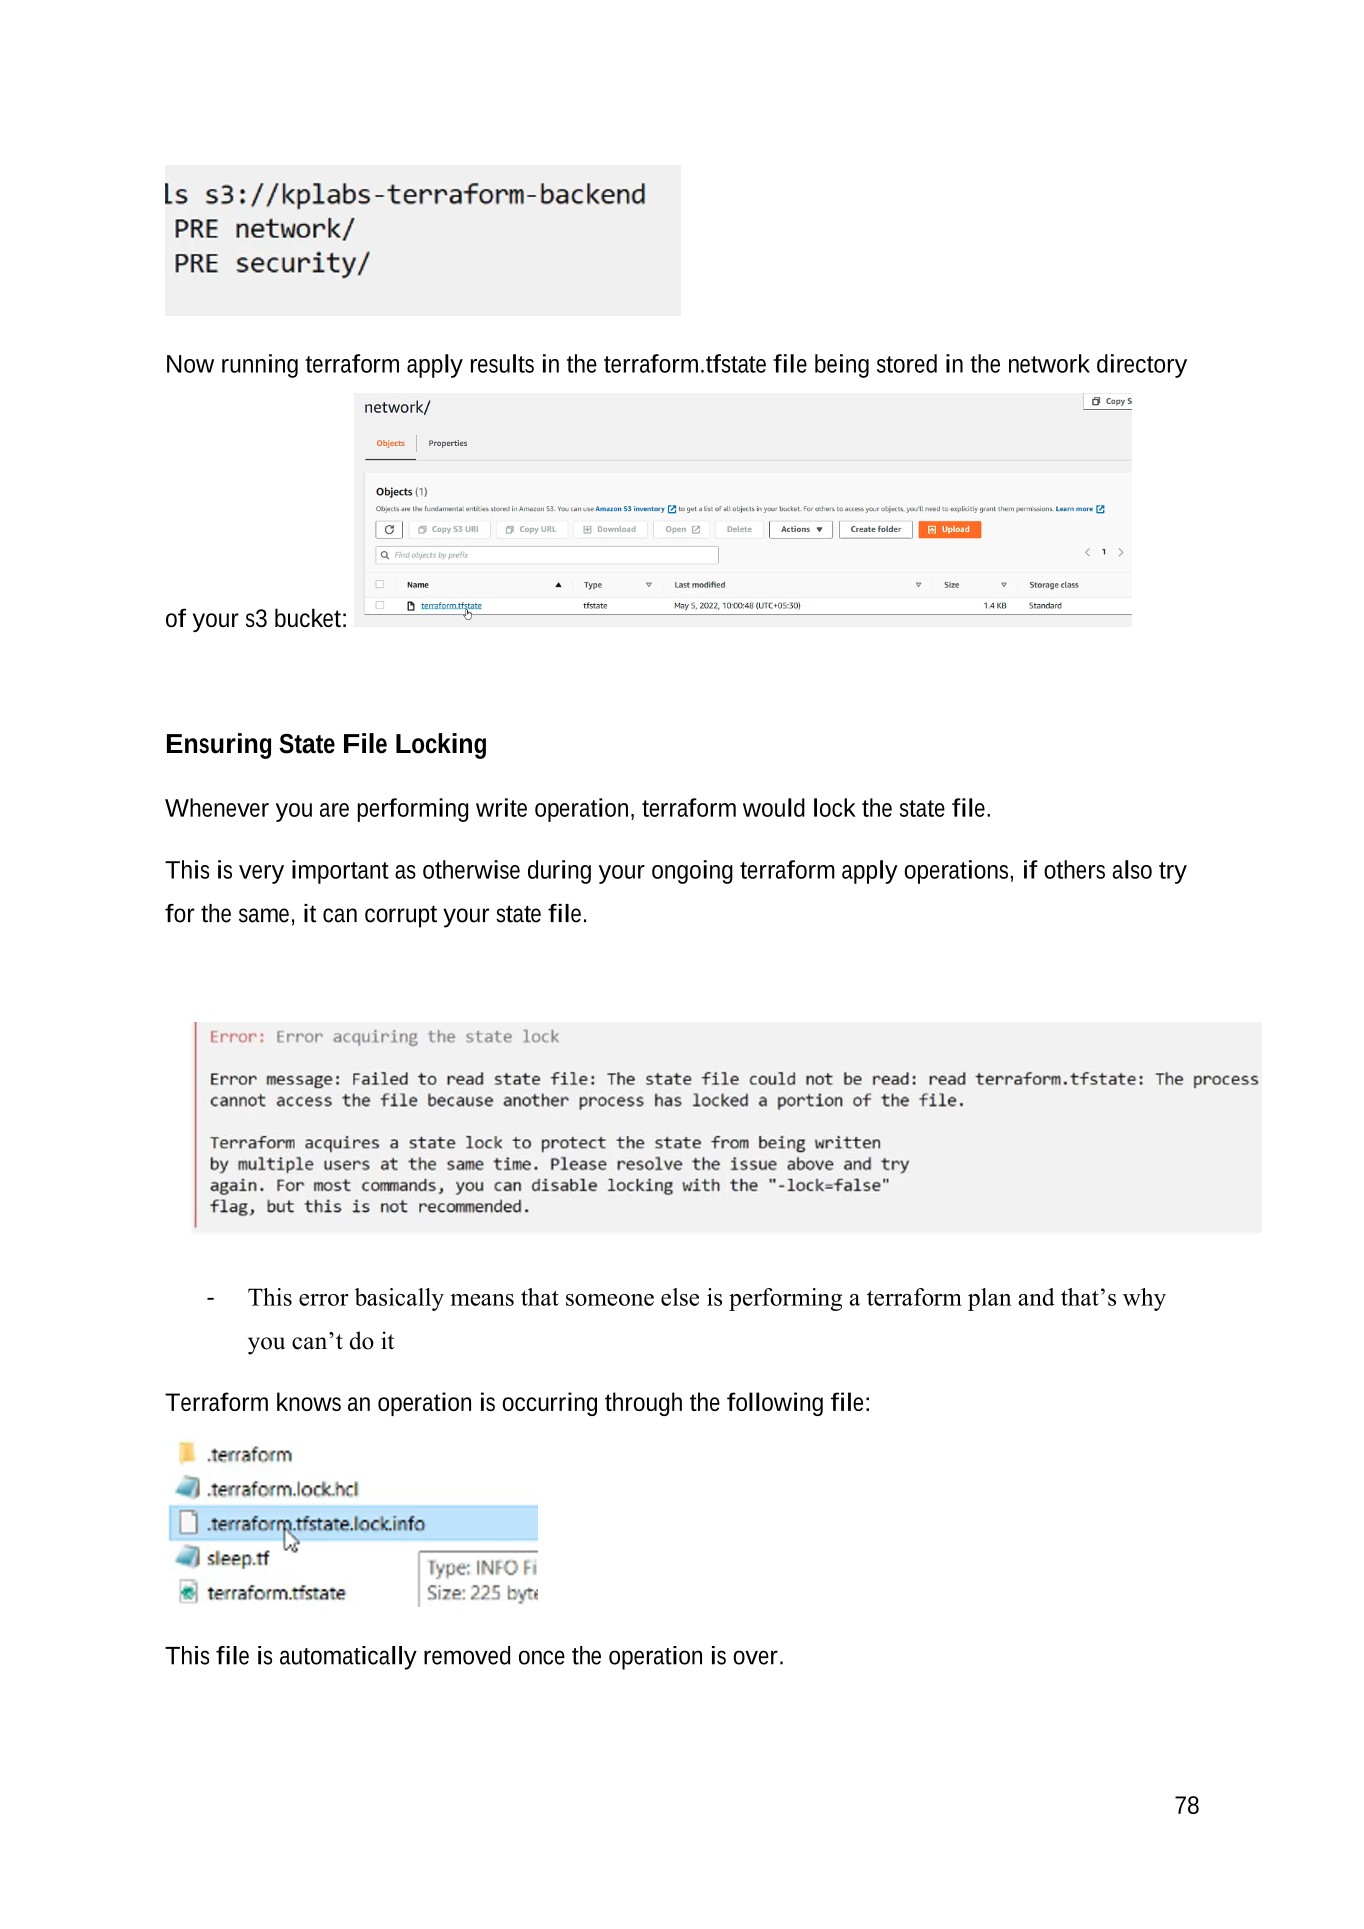 ls s3://kplabs-terraform-backend
PRE network/
PRE security/
Now running terraform apply results in the terraform.tfstate file being stored in the network directory
network/
Copy S
Objects Properties
Objects (1)
Objects are the fundamental entities stored in Amazon S3. You can use Amazon S3 inventory to get a list of all objects in your bucket. For others to access your objects, you'll need to explicitly grant them permissions. Learn more
Copy S3 URI Copy URL Download Open Delete Actions Create folder Upload
Find objects by prefix
1
Name Type Last modified Size Storage class
terraform.tfstate tfstate May 5, 2022, 10:00:48 (UTC+05:30) 1.4 KB Standard
of your s3 bucket:
Ensuring State File Locking
Whenever you are performing write operation, terraform would lock the state file.
This is very important as otherwise during your ongoing terraform apply operations, if others also try
for the same, it can corrupt your state file.
Error: Error acquiring the state lock
Error message: Failed to read state file: The state file could not be read: read terraform.tfstate: The process
cannot access the file because another process has locked a portion of the file.
Terraform acquires a state lock to protect the state from being written
by multiple users at the same time. Please resolve the issue above and try
again. For most commands, you can disable locking with the "-lock=false"
flag, but this is not recommended.
- This error basically means that someone else is performing a terraform plan and that's why
you can't do it
Terraform knows an operation is occurring through the following file:
.terraform
.terraform.lock.hcl
.terraform.tfstate.lock.info
sleep.tf
Type: INFO Fi
terraform.tfstate
Size: 225 byte
This file is automatically removed once the operation is over.
78